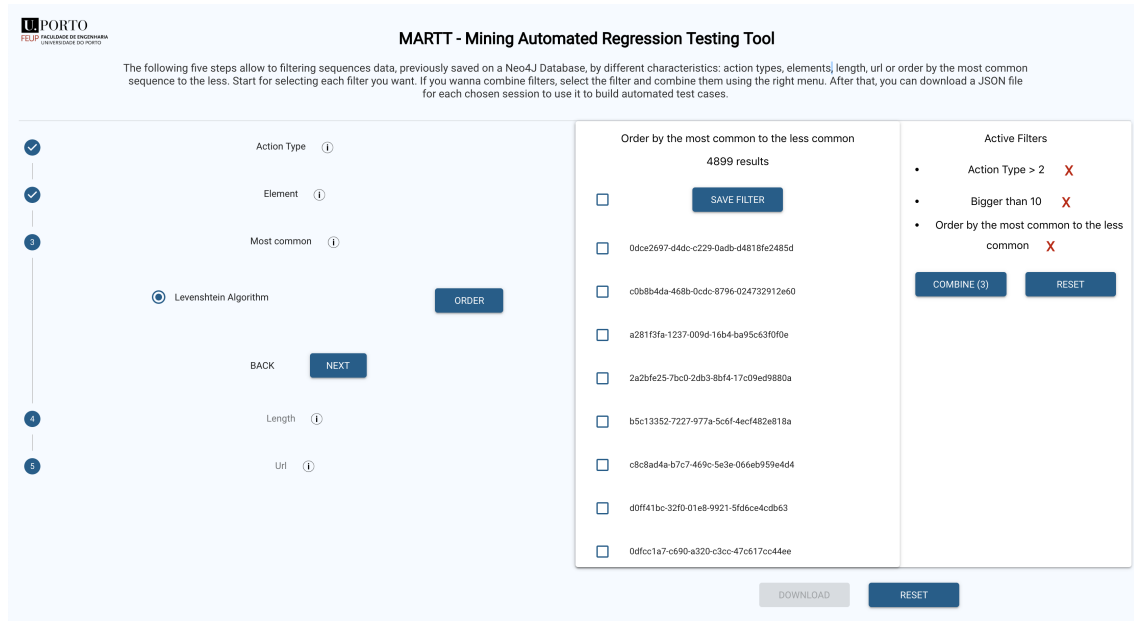 U. PORTO
FEUP FACULDADE DE ENGENHARIA
UNIVERSIDADE DO PORTO
MARTT - Mining Automated Regression Testing Tool
The following five steps allow to filtering sequences data, previously saved on a Neo4J Database, by different characteristics: action types, elements, length, url or order by the most common
sequence to the less. Start for selecting each filter you want. If you wanna combine filters, select the filter and combine them using the right menu. After that, you can download a JSON file
for each chosen session to use it to build automated test cases.
Action Type i
Element i
3 Most common i
Levenshtein Algorithm ORDER
BACK NEXT
4 Length i
5 Url i
Order by the most common to the less common
4899 results
SAVE FILTER
0dce2697-d4dc-c229-0adb-d4818fe2485d
c0b8b4da-468b-0cdc-8796-024732912e60
a281f3fa-1237-009d-16b4-ba95c63f0f0e
2a2bfe25-7bc0-2db3-8bf4-17c09ed9880a
b5c13352-7227-977a-5c6f-4ecf482e818a
c8c8ad4a-b7c7-469c-5e3e-066eb959e4d4
d0ff41bc-32f0-01e8-9921-5fd6ce4cdb63
0dfcc1a7-c690-a320-c3cc-47c617cc44ee
Active Filters
• Action Type > 2 X
• Bigger than 10 X
• Order by the most common to the less
common X
COMBINE (3) RESET
DOWNLOAD RESET